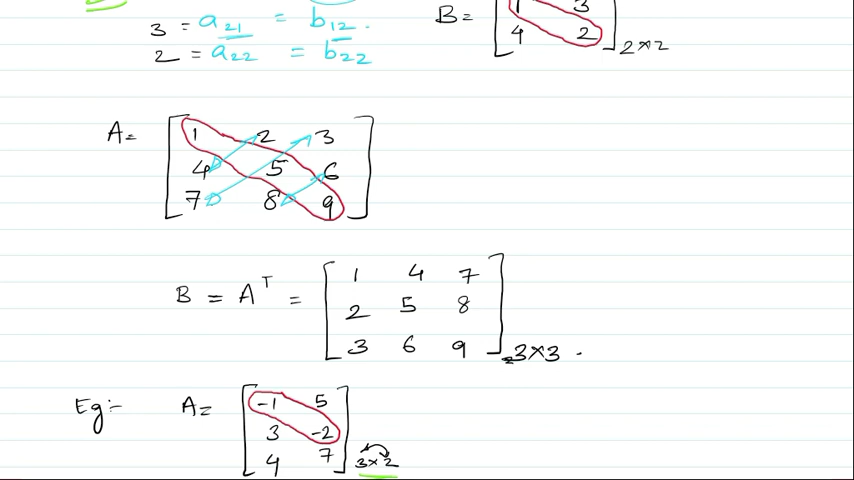 3 = a21 = b12.
2 = a22 = b22
B = [1 3
4 2] 2×2
A = [1 2 3
4 5 6
7 8 9]
B = A^T = [1 4 7
2 5 8
3 6 9] 3×3.
Eg:- A = [-1 5
3 -2
4 7] 3×2